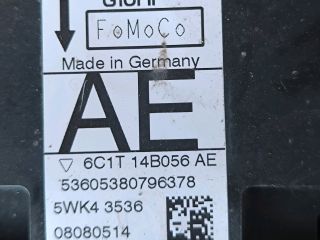 FoMoCo
Made in Germany
AE
6C1T 14B056 AE
53605380796378
5WK4 3536
08080514